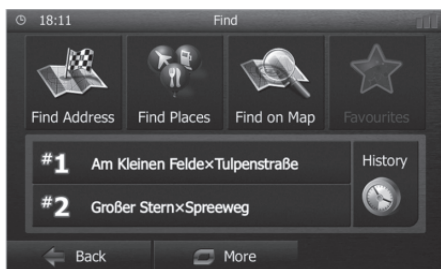 18:11 Find
Find Address Find Places Find on Map Favourites
#1 Am Kleinen Felde×Tulpenstraße
History
#2 Großer Stern×Spreeweg
Back More